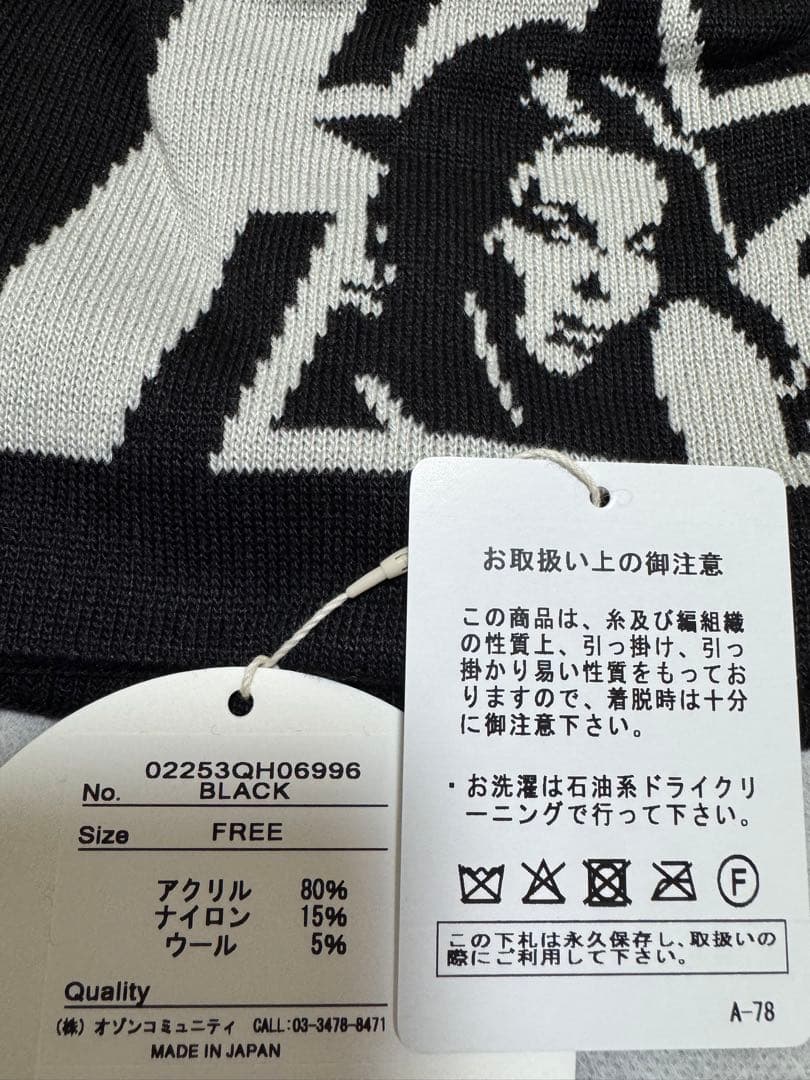 お取扱い上の御注意
この商品は、糸及び編組織
の性質上、引っ掛け、引っ
掛かり易い性質をもってお
りますので、着脱時は十分
に御注意下さい。
・お洗濯は石油系ドライクリ
ーニングで行って下さい。
F
この下札は永久保存し、取扱いの
際にご利用して下さい。
A-78
02253QH06996
No. BLACK
Size FREE
アクリル 80%
ナイロン 15%
ウール 5%
Quality
(株) オゾンコミュニティ CALL:03-3478-8471
MADE IN JAPAN